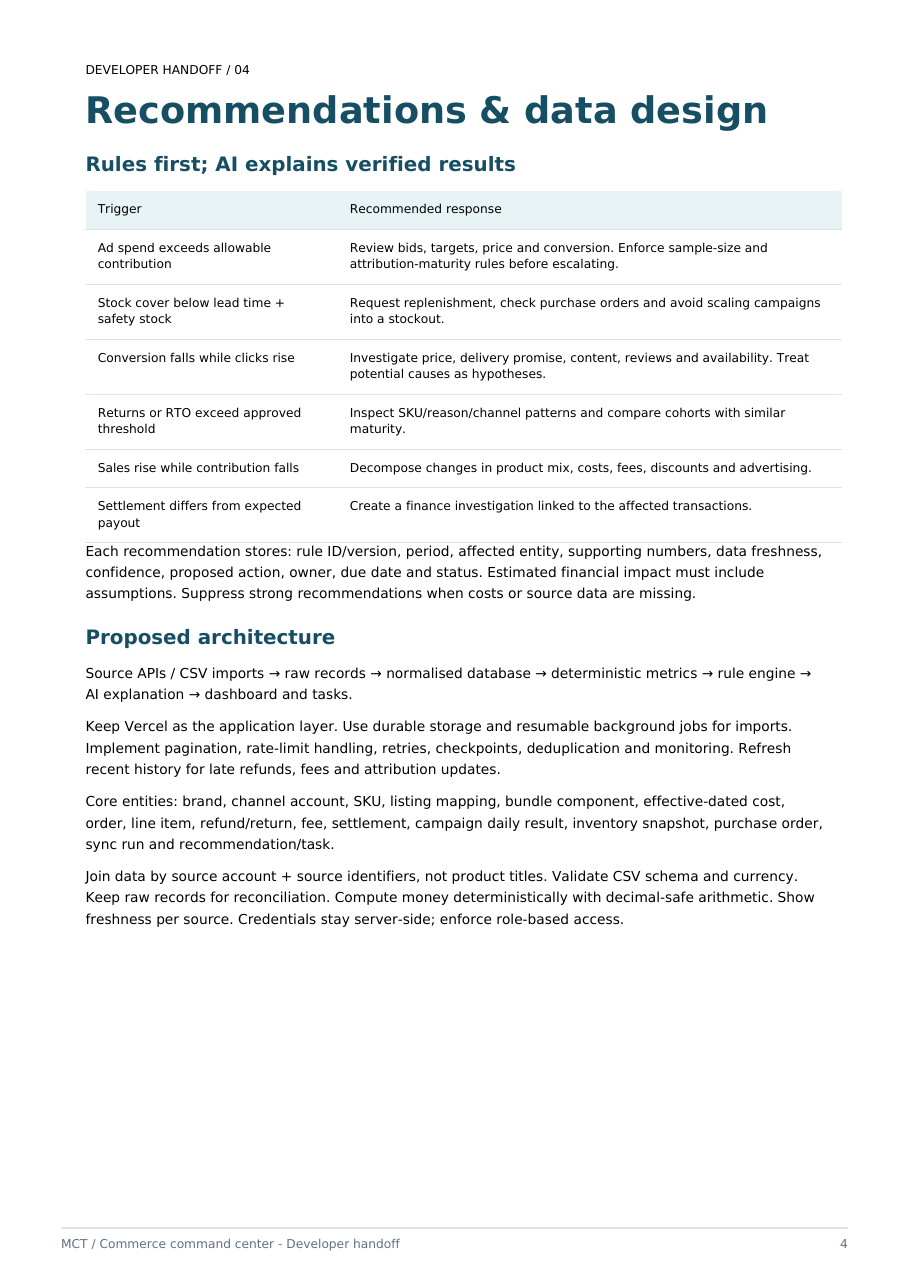 DEVELOPER HANDOFF / 04
Recommendations & data design
Rules first; AI explains verified results
Trigger
Recommended response
Ad spend exceeds allowable
contribution
Review bids, targets, price and conversion. Enforce sample-size and
attribution-maturity rules before escalating.
Stock cover below lead time +
safety stock
Request replenishment, check purchase orders and avoid scaling campaigns
into a stockout.
Conversion falls while clicks rise
Investigate price, delivery promise, content, reviews and availability. Treat
potential causes as hypotheses.
Returns or RTO exceed approved
threshold
Inspect SKU/reason/channel patterns and compare cohorts with similar
maturity.
Sales rise while contribution falls
Decompose changes in product mix, costs, fees, discounts and advertising.
Settlement differs from expected
payout
Create a finance investigation linked to the affected transactions.
Each recommendation stores: rule ID/version, period, affected entity, supporting numbers, data freshness,
confidence, proposed action, owner, due date and status. Estimated financial impact must include
assumptions. Suppress strong recommendations when costs or source data are missing.
Proposed architecture
Source APIs / CSV imports → raw records → normalised database → deterministic metrics → rule engine →
AI explanation → dashboard and tasks.
Keep Vercel as the application layer. Use durable storage and resumable background jobs for imports.
Implement pagination, rate-limit handling, retries, checkpoints, deduplication and monitoring. Refresh
recent history for late refunds, fees and attribution updates.
Core entities: brand, channel account, SKU, listing mapping, bundle component, effective-dated cost,
order, line item, refund/return, fee, settlement, campaign daily result, inventory snapshot, purchase order,
sync run and recommendation/task.
Join data by source account + source identifiers, not product titles. Validate CSV schema and currency.
Keep raw records for reconciliation. Compute money deterministically with decimal-safe arithmetic. Show
freshness per source. Credentials stay server-side; enforce role-based access.
MCT / Commerce command center - Developer handoff
4